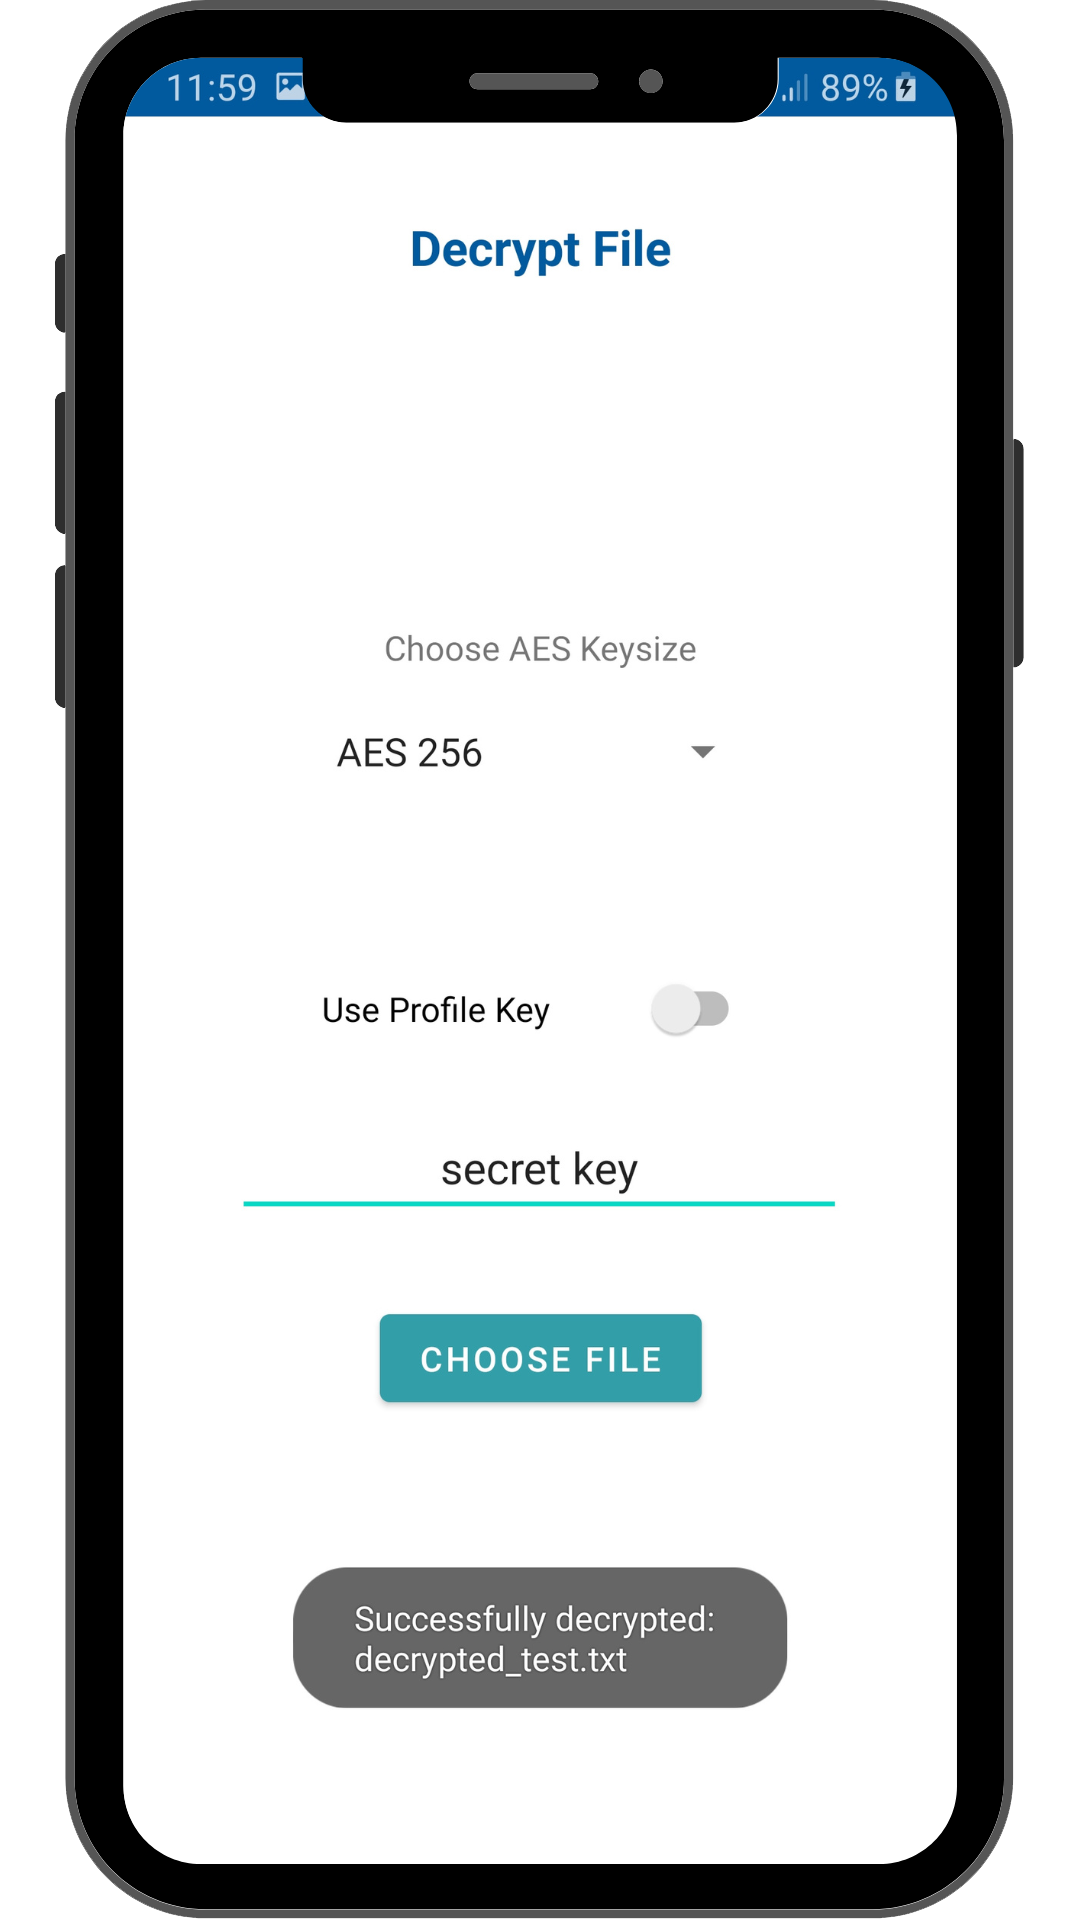 11:59 89%
Decrypt File
Choose AES Keysize
AES 256
Use Profile Key
secret key
CHOOSE FILE
Successfully decrypted:
decrypted_test.txt